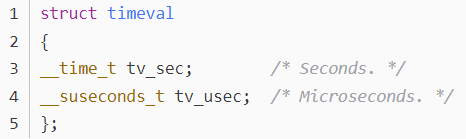 1 struct timeval
2 {
3 __time_t tv_sec;        /* Seconds. */
4 __suseconds_t tv_usec;  /* Microseconds. */
5 };